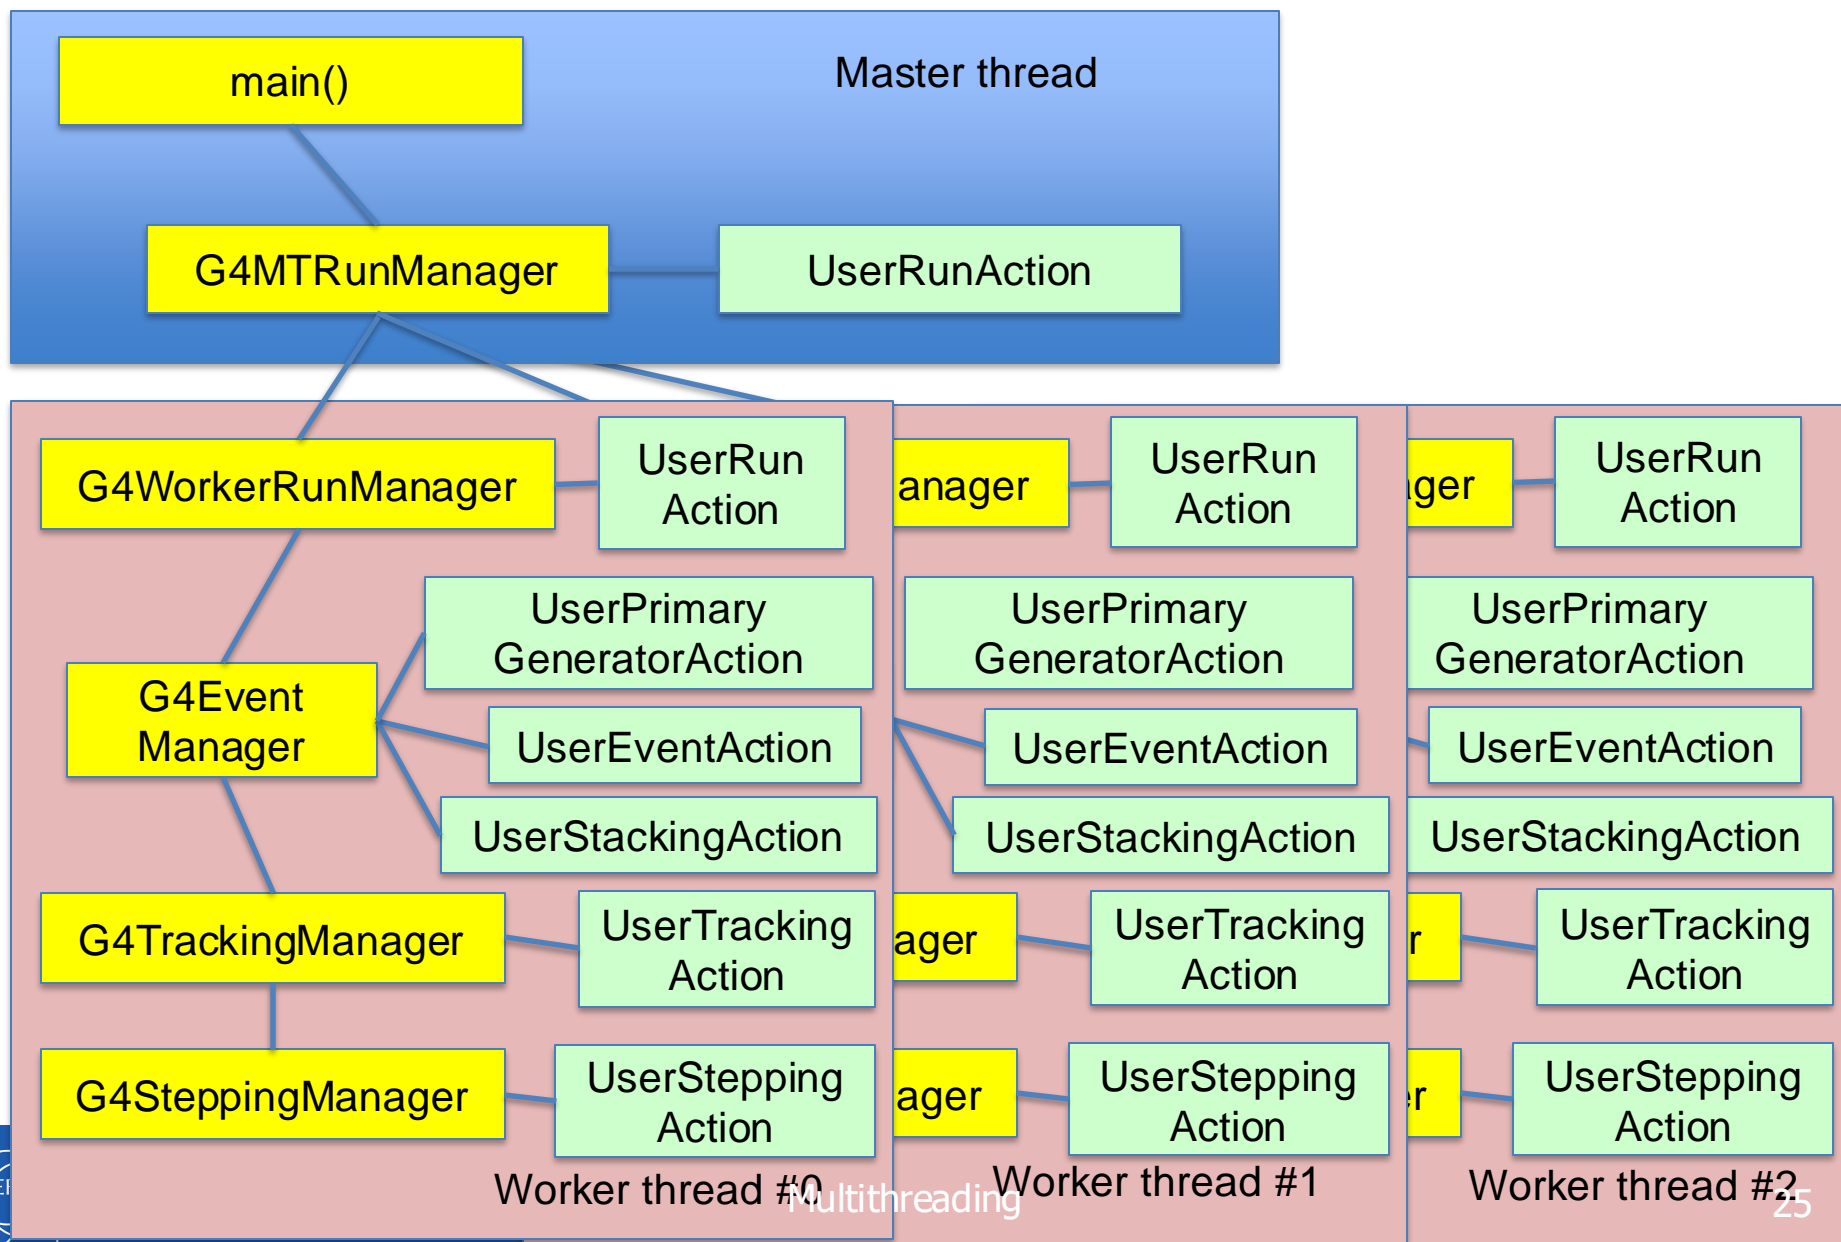 main()
Master thread
G4MTRunManager
UserRunAction
G4WorkerRunManager
UserRun
Action
anager
UserRun
Action
ager
UserRun
Action
UserPrimary
GeneratorAction
UserPrimary
GeneratorAction
UserPrimary
GeneratorAction
G4Event
Manager
UserEventAction
UserEventAction
UserEventAction
UserStackingAction
UserStackingAction
UserStackingAction
G4TrackingManager
UserTracking
Action
ager
UserTracking
Action
r
UserTracking
Action
G4SteppingManager
UserStepping
Action
ager
UserStepping
Action
er
UserStepping
Action
Worker thread #0
Worker thread #1
Worker thread #2
Multithreading
25